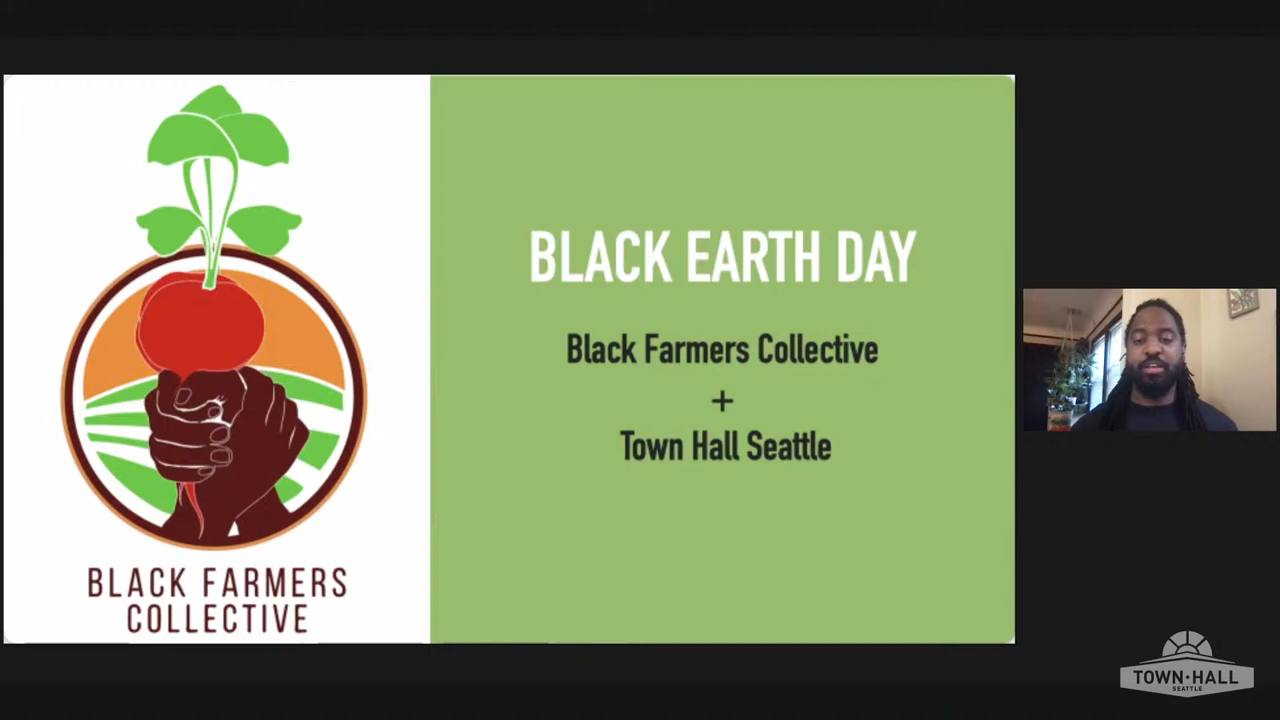 BLACK EARTH DAY
Black Farmers Collective
+
Town Hall Seattle
BLACK FARMERS
COLLECTIVE
TOWN·HALL
SEATTLE